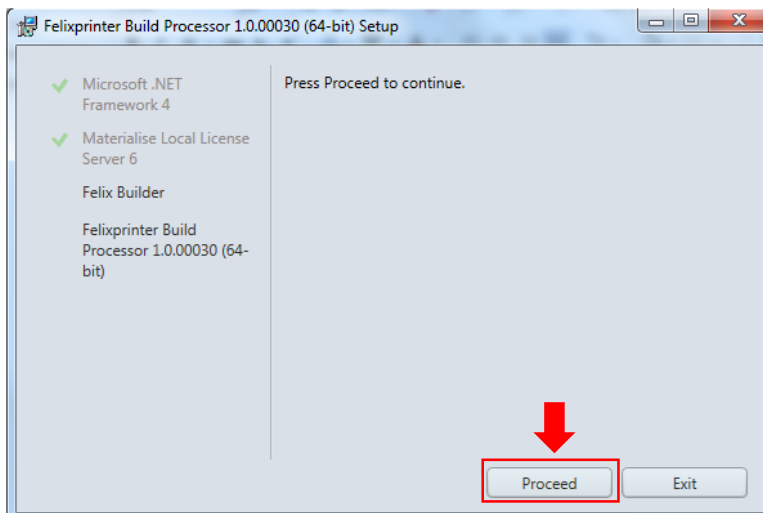 Felixprinter Build Processor 1.0.00030 (64-bit) Setup
Microsoft .NET
Framework 4
Materialise Local License
Server 6
Felix Builder
Felixprinter Build
Processor 1.0.00030 (64-
bit)
Press Proceed to continue.
Proceed
Exit